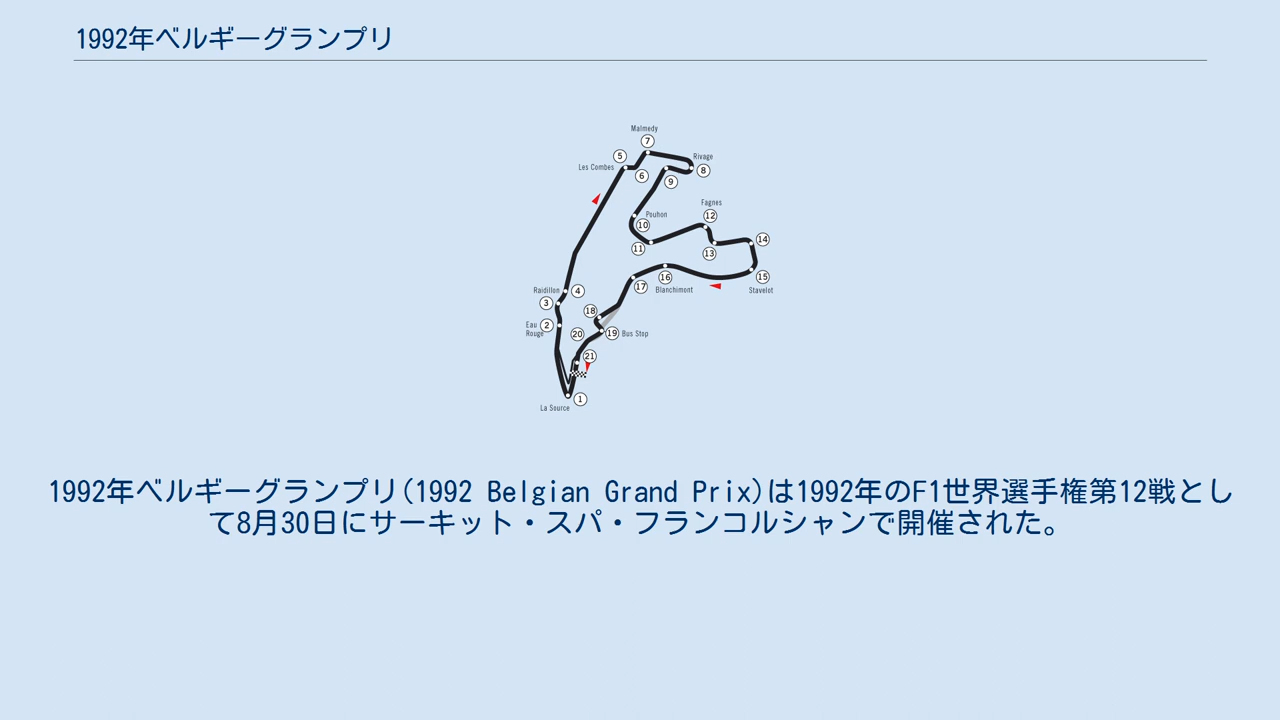 1992年ベルギーグランプリ
Malmedy
7
5
Rivage
Les Combes
6
8
9
Fagnes
12
Pouhon
10
11
13
14
16
15
17
Raidillon
4
Blanchimont
Stavelot
3
18
Eau
Rouge
2
20
19
Bus Stop
21
1
La Source
1992年ベルギーグランプリ(1992 Belgian Grand Prix)は1992年のF1世界選手権第12戦とし
て8月30日にサーキット・スパ・フランコルシャンで開催された。